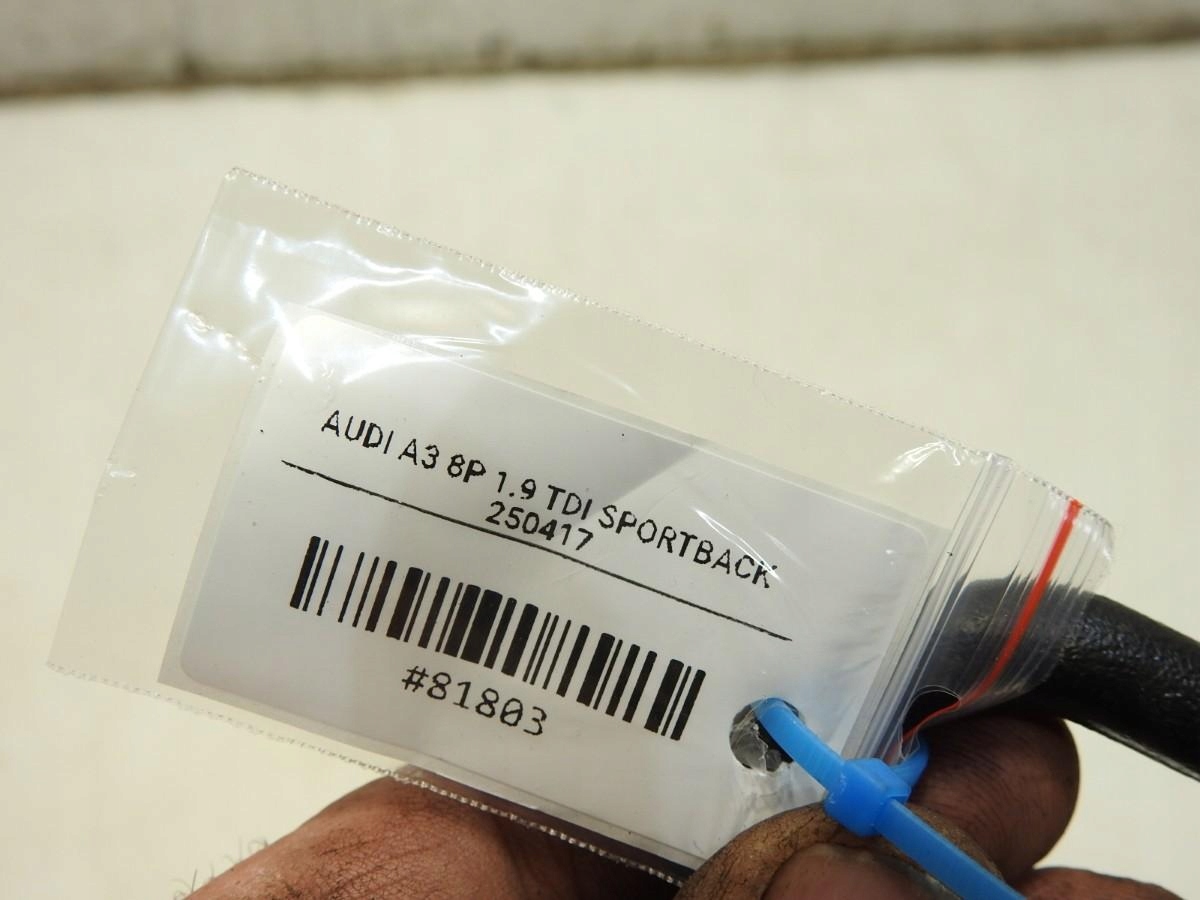 AUDI A3 8P 1.9 TDI SPORTBACK
250417
#81803